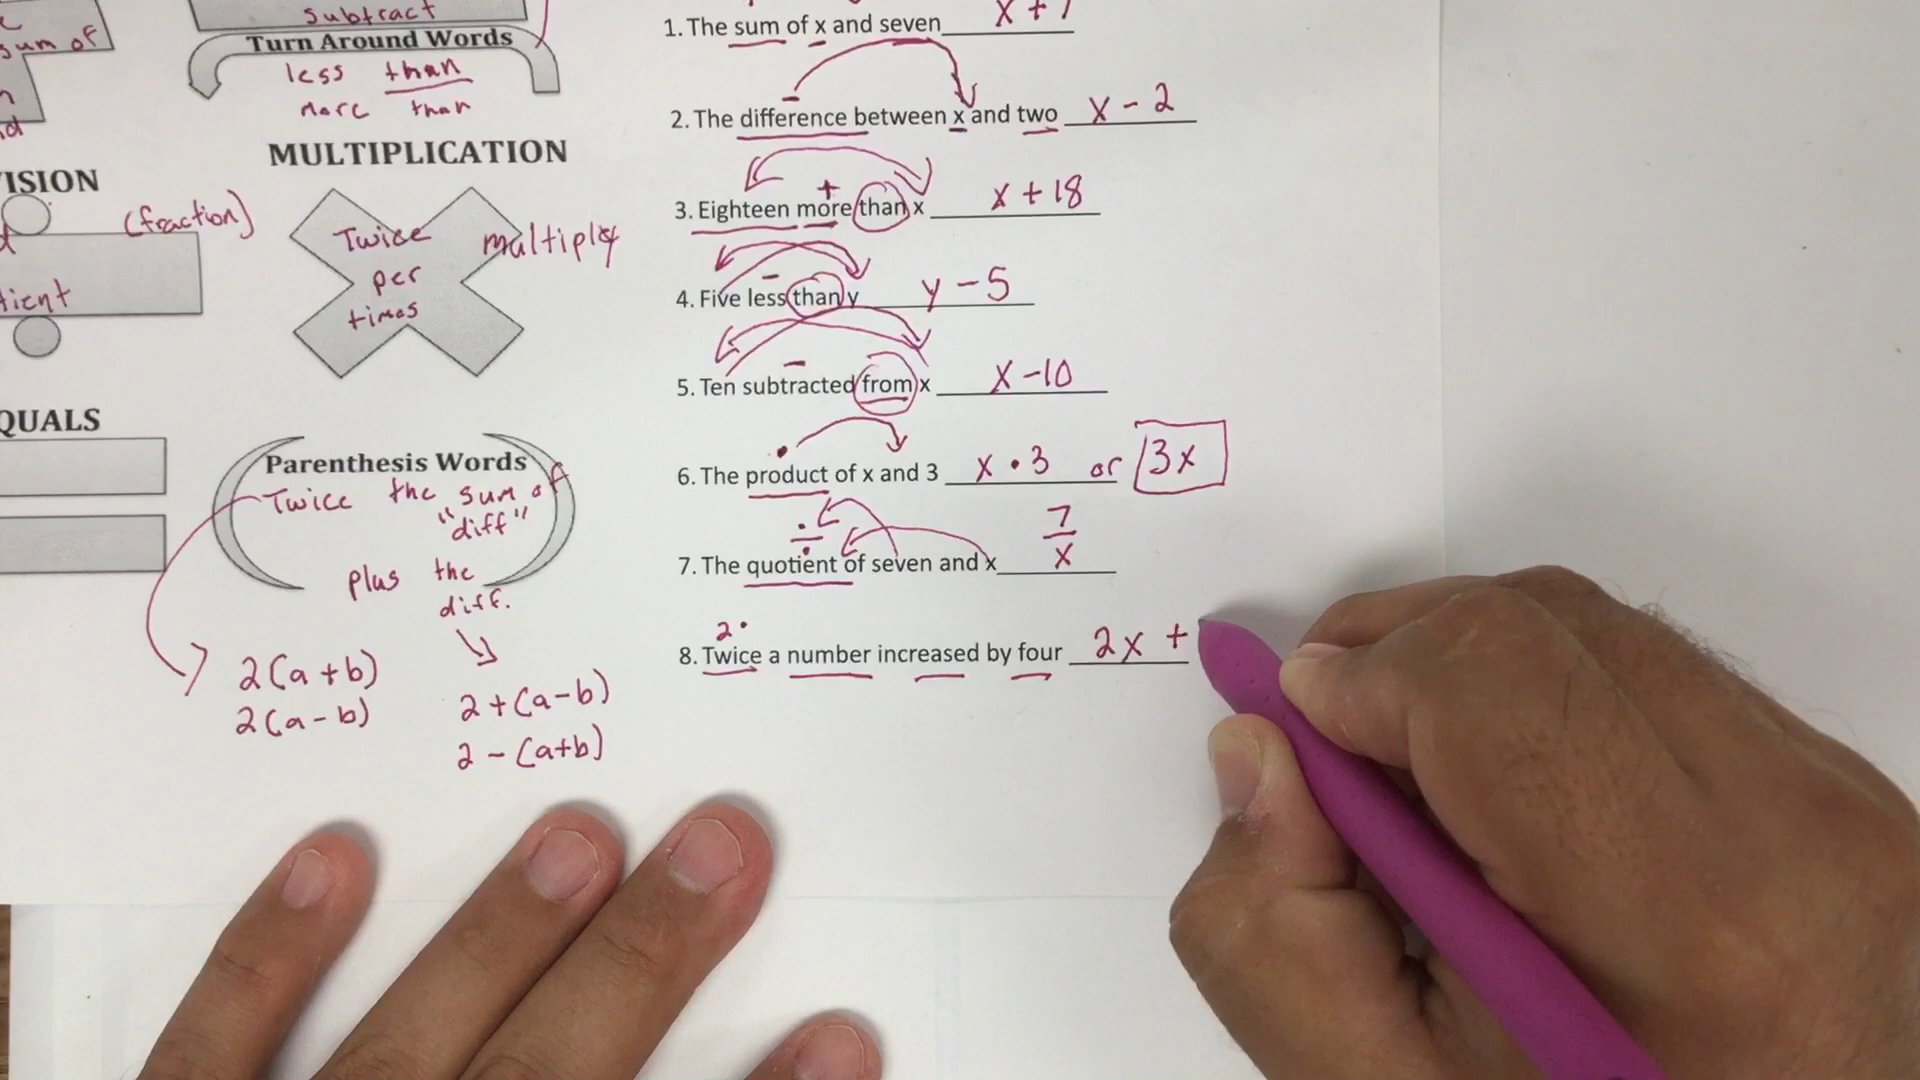 subtract
sum of
Turn Around Words
less than
more than
MULTIPLICATION
(fraction)
Twice
per
times
multiply
Parenthesis Words
Twice the sum of
"diff"
plus the
diff.
2(a+b)
2(a-b)
2+(a-b)
2-(a+b)
1. The sum of x and seven x+7
2. The difference between x and two x-2
+
3. Eighteen more than x x+18
-
4. Five less than y y-5
-
5. Ten subtracted from x x-10
•
6. The product of x and 3 x•3 or 3x
÷
7. The quotient of seven and x 7/x
2•
8. Twice a number increased by four 2x +